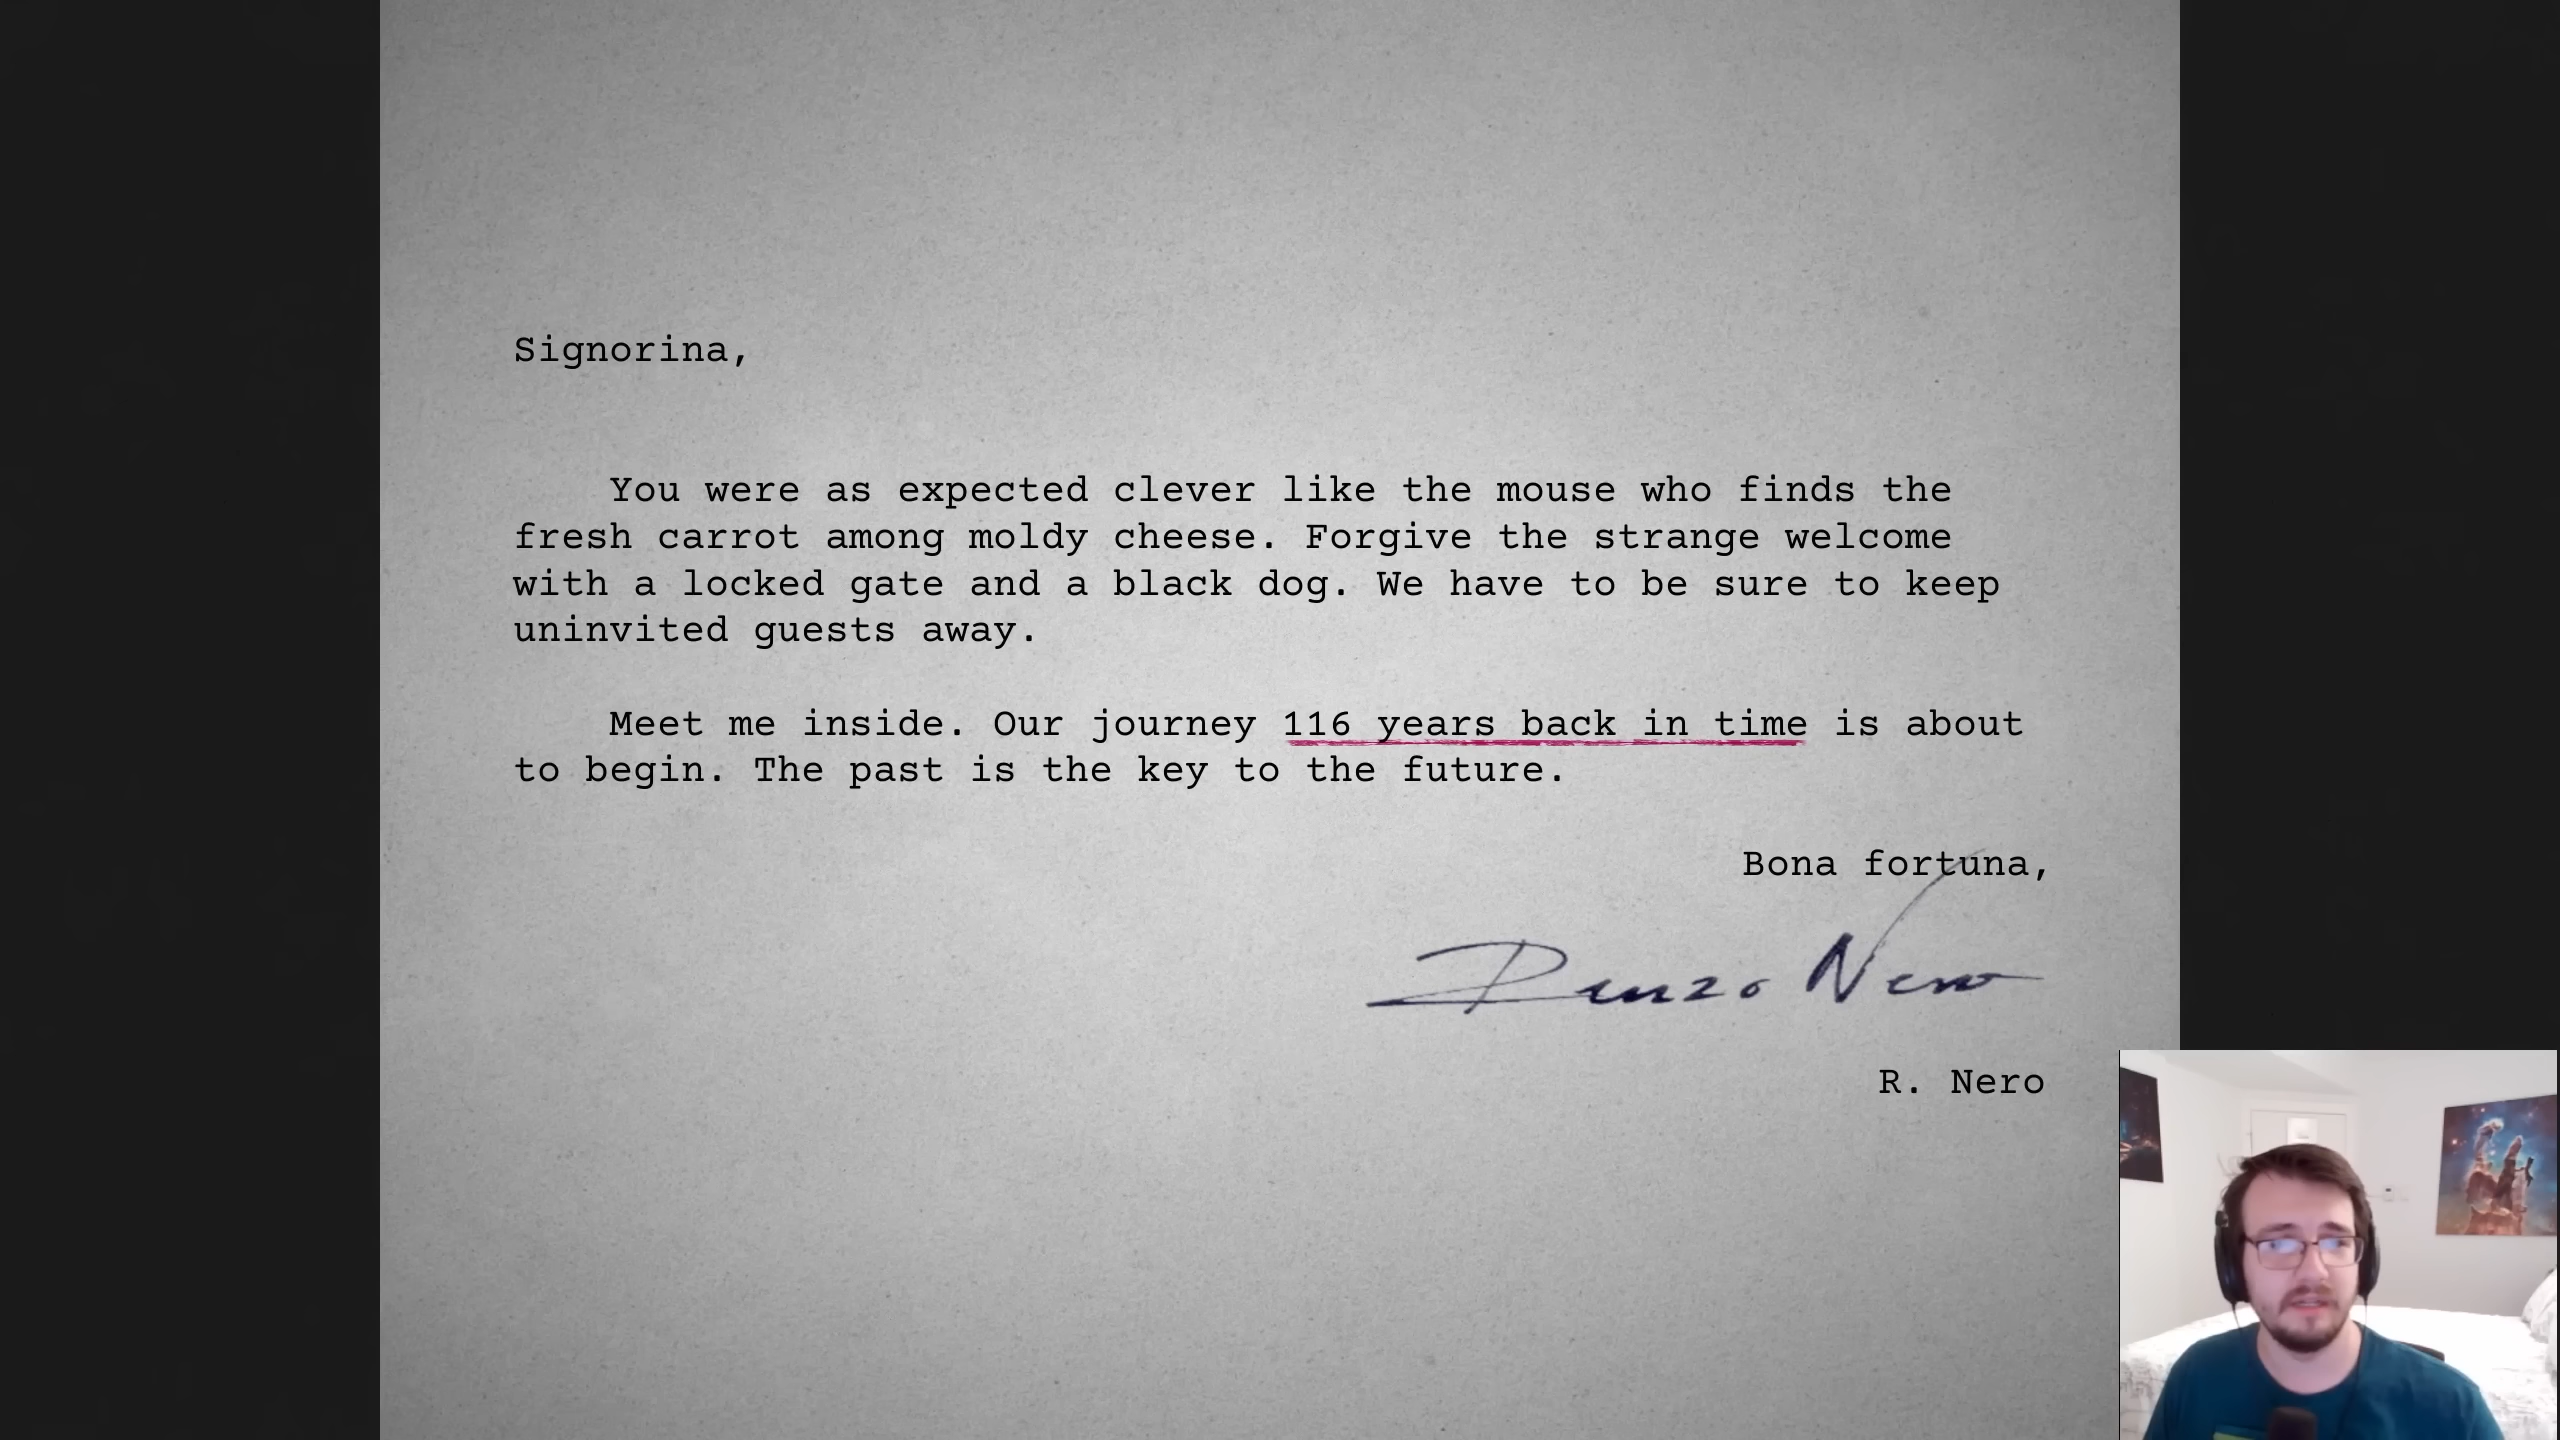 Signorina,
You were as expected clever like the mouse who finds the
fresh carrot among moldy cheese. Forgive the strange welcome
with a locked gate and a black dog. We have to be sure to keep
uninvited guests away.
Meet me inside. Our journey 116 years back in time is about
to begin. The past is the key to the future.
Bona fortuna,
Renzo Nero
R. Nero